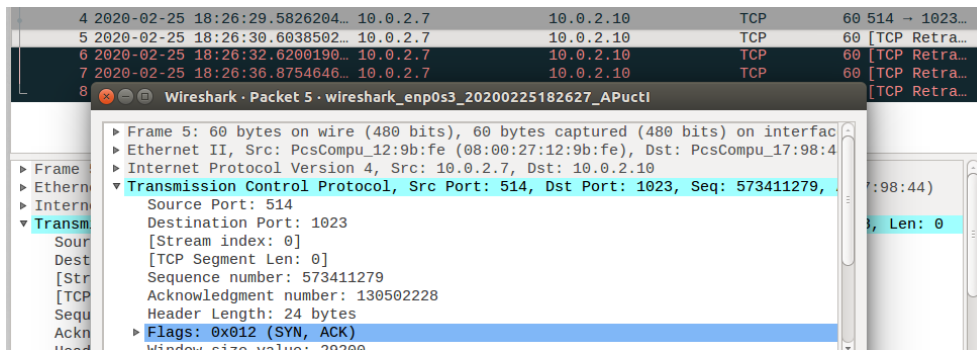 4 2020-02-25 18:26:29.5826204… 10.0.2.7 10.0.2.10 TCP 60 514 → 1023…
5 2020-02-25 18:26:30.6038502… 10.0.2.7 10.0.2.10 TCP 60 [TCP Retra…
6 2020-02-25 18:26:32.6200190… 10.0.2.7 10.0.2.10 TCP 60 [TCP Retra…
7 2020-02-25 18:26:36.8754646… 10.0.2.7 10.0.2.10 TCP 60 [TCP Retra…
8 [TCP Retra…
Wireshark · Packet 5 · wireshark_enp0s3_20200225182627_APuctI
Frame 5: 60 bytes on wire (480 bits), 60 bytes captured (480 bits) on interfac
Ethernet II, Src: PcsCompu_12:9b:fe (08:00:27:12:9b:fe), Dst: PcsCompu_17:98:4
Internet Protocol Version 4, Src: 10.0.2.7, Dst: 10.0.2.10
Transmission Control Protocol, Src Port: 514, Dst Port: 1023, Seq: 573411279,
Source Port: 514
Destination Port: 1023
[Stream index: 0]
[TCP Segment Len: 0]
Sequence number: 573411279
Acknowledgment number: 130502228
Header Length: 24 bytes
Flags: 0x012 (SYN, ACK)
Window size value: 29200
Frame
Ethern
Intern
Transm
Sour
Dest
[Str
[TCP
Sequ
Ackn
Head
7:98:44)
3, Len: 0